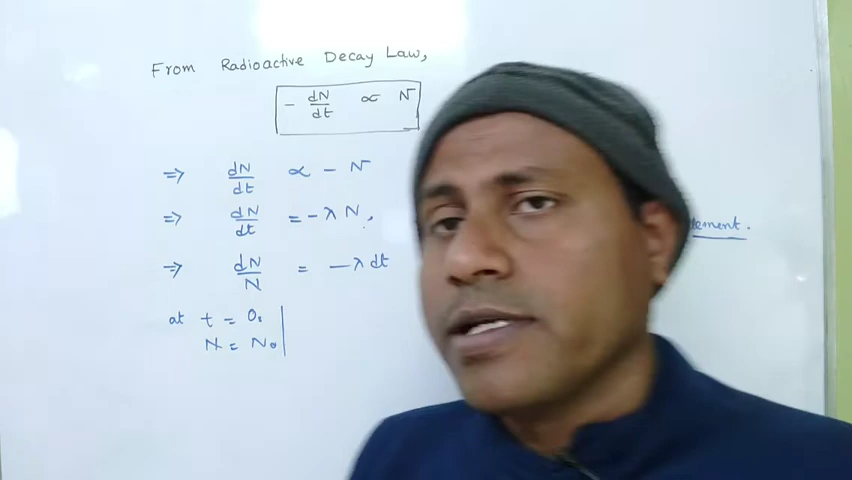 From Radioactive Decay Law,
- dN/dt ∝ N
⇒ dN/dt ∝ - N
⇒ dN/dt = - λ N,
⇒ dN/N = - λ dt
at t = 0,
N = N₀